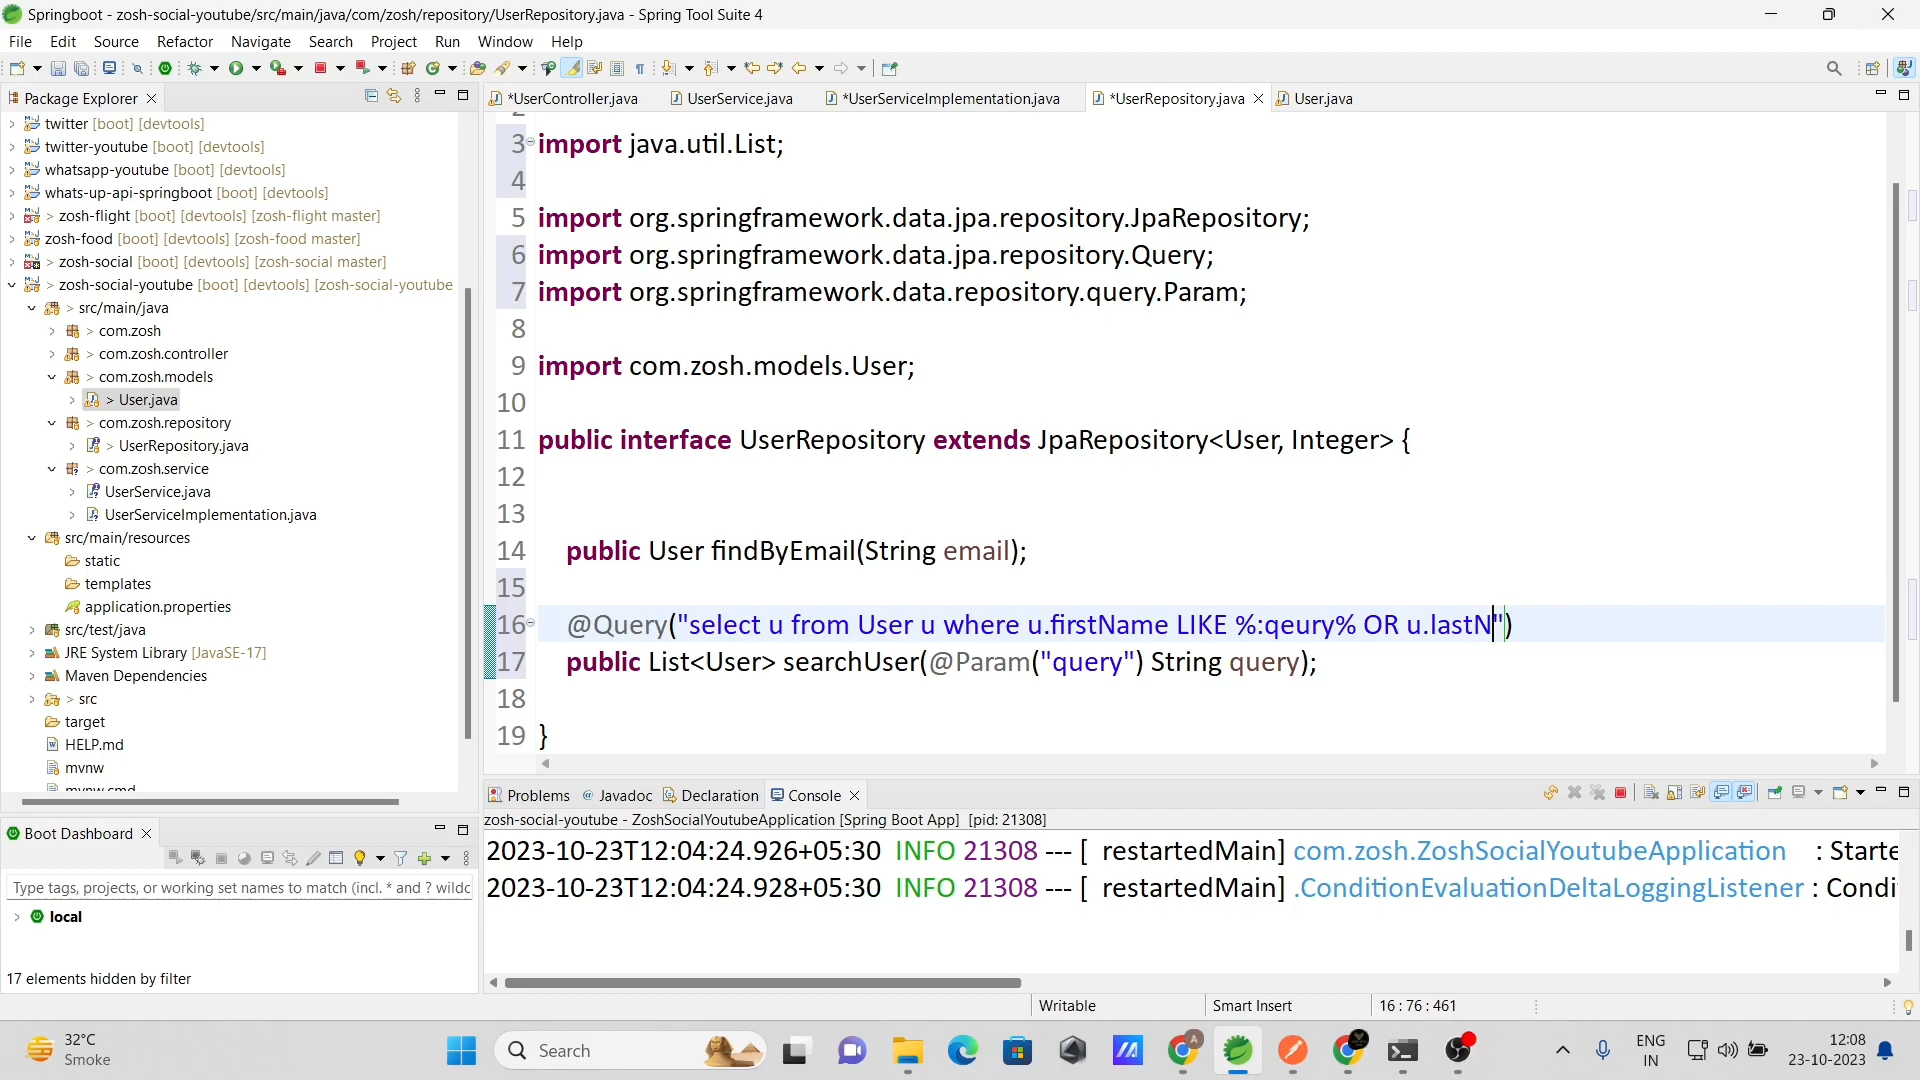 Springboot - zosh-social-youtube/src/main/java/com/zosh/repository/UserRepository.java - Spring Tool Suite 4
File Edit Source Refactor Navigate Search Project Run Window Help
Package Explorer
*UserController.java UserService.java *UserServiceImplementation.java *UserRepository.java User.java
twitter [boot] [devtools]
twitter-youtube [boot] [devtools]
whatsapp-youtube [boot] [devtools]
whats-up-api-springboot [boot] [devtools]
> zosh-flight [boot] [devtools] [zosh-flight master]
zosh-food [boot] [devtools] [zosh-food master]
> zosh-social [boot] [devtools] [zosh-social master]
> zosh-social-youtube [boot] [devtools] [zosh-social-youtube
> src/main/java
> com.zosh
> com.zosh.controller
> com.zosh.models
> User.java
> com.zosh.repository
> UserRepository.java
> com.zosh.service
UserService.java
UserServiceImplementation.java
src/main/resources
static
templates
application.properties
src/test/java
JRE System Library [JavaSE-17]
Maven Dependencies
> src
target
HELP.md
mvnw
mvnw.cmd
2
3 import java.util.List;
4
5 import org.springframework.data.jpa.repository.JpaRepository;
6 import org.springframework.data.jpa.repository.Query;
7 import org.springframework.data.repository.query.Param;
8
9 import com.zosh.models.User;
10
11 public interface UserRepository extends JpaRepository<User, Integer> {
12
13
14 public User findByEmail(String email);
15
16 @Query("select u from User u where u.firstName LIKE %:qeury% OR u.lastN")
17 public List<User> searchUser(@Param("query") String query);
18
19 }
Problems @ Javadoc Declaration Console
zosh-social-youtube - ZoshSocialYoutubeApplication [Spring Boot App] [pid: 21308]
2023-10-23T12:04:24.926+05:30 INFO 21308 --- [ restartedMain] com.zosh.ZoshSocialYoutubeApplication : Starte
2023-10-23T12:04:24.928+05:30 INFO 21308 --- [ restartedMain] .ConditionEvaluationDeltaLoggingListener : Condi
Boot Dashboard
Type tags, projects, or working set names to match (incl. * and ? wildc
local
17 elements hidden by filter
Writable Smart Insert 16 : 76 : 461
32°C
Smoke
Search
ENG
IN
12:08
23-10-2023